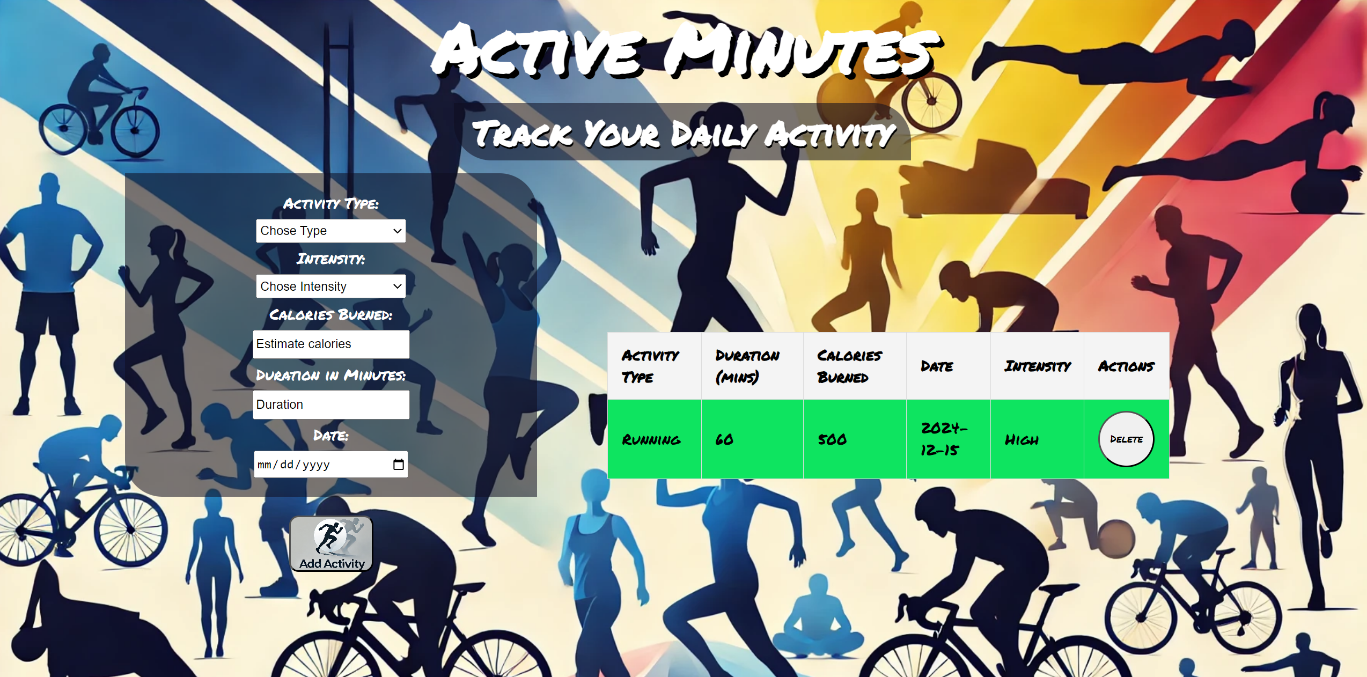 Active Minutes
Track Your Daily Activity
Activity Type:
Chose Type
Intensity:
Chose Intensity
Calories Burned:
Estimate calories
Duration in Minutes:
Duration
Date:
mm/dd/yyyy
Add Activity
Activity Type
Duration (mins)
Calories Burned
Date
Intensity
Actions
Running
60
500
2024-
12-15
High
Delete